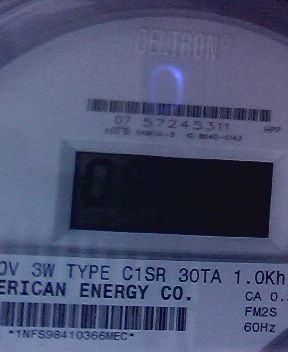 CENTRON
07 57245311
0V 3W TYPE C1SR 30TA 1.0Kh
ERICAN ENERGY CO.
CA 0.
FM2S
60Hz
*1NFS98410366MEC*